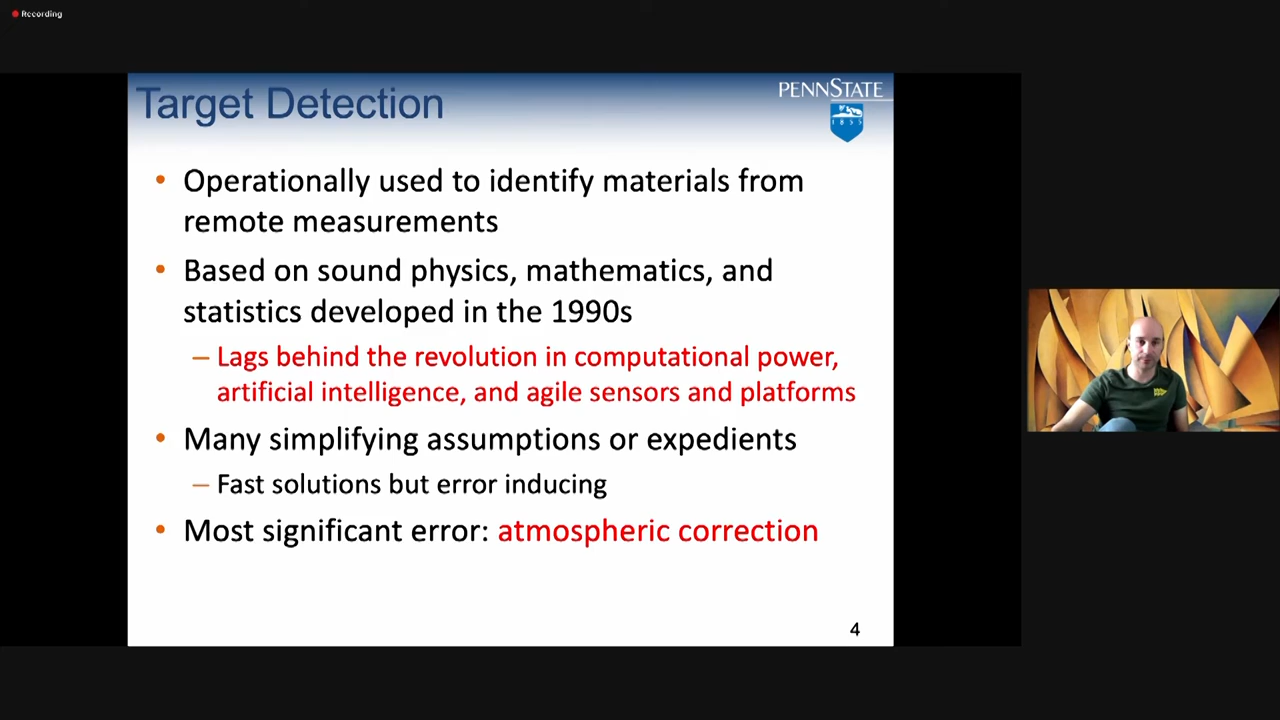 Recording
Target Detection
PENNSTATE
1855
• Operationally used to identify materials from
remote measurements
• Based on sound physics, mathematics, and
statistics developed in the 1990s
– Lags behind the revolution in computational power,
artificial intelligence, and agile sensors and platforms
• Many simplifying assumptions or expedients
– Fast solutions but error inducing
• Most significant error: atmospheric correction
4